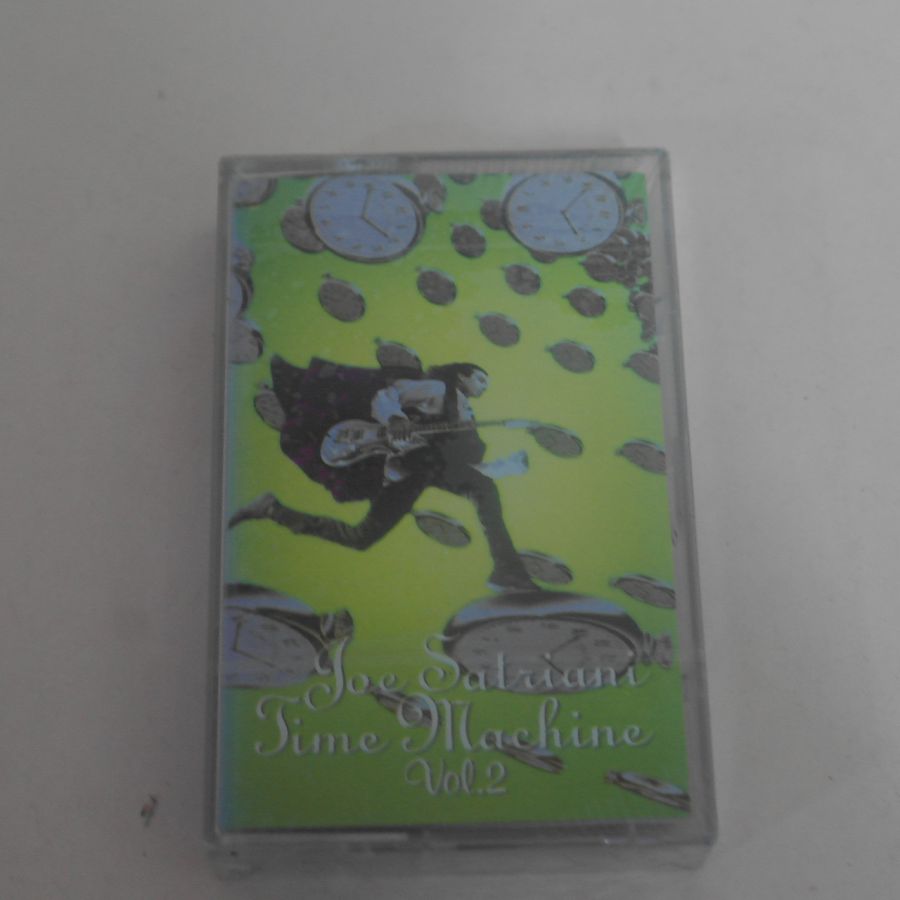 Joe Satriani
Time Machine
Vol.2